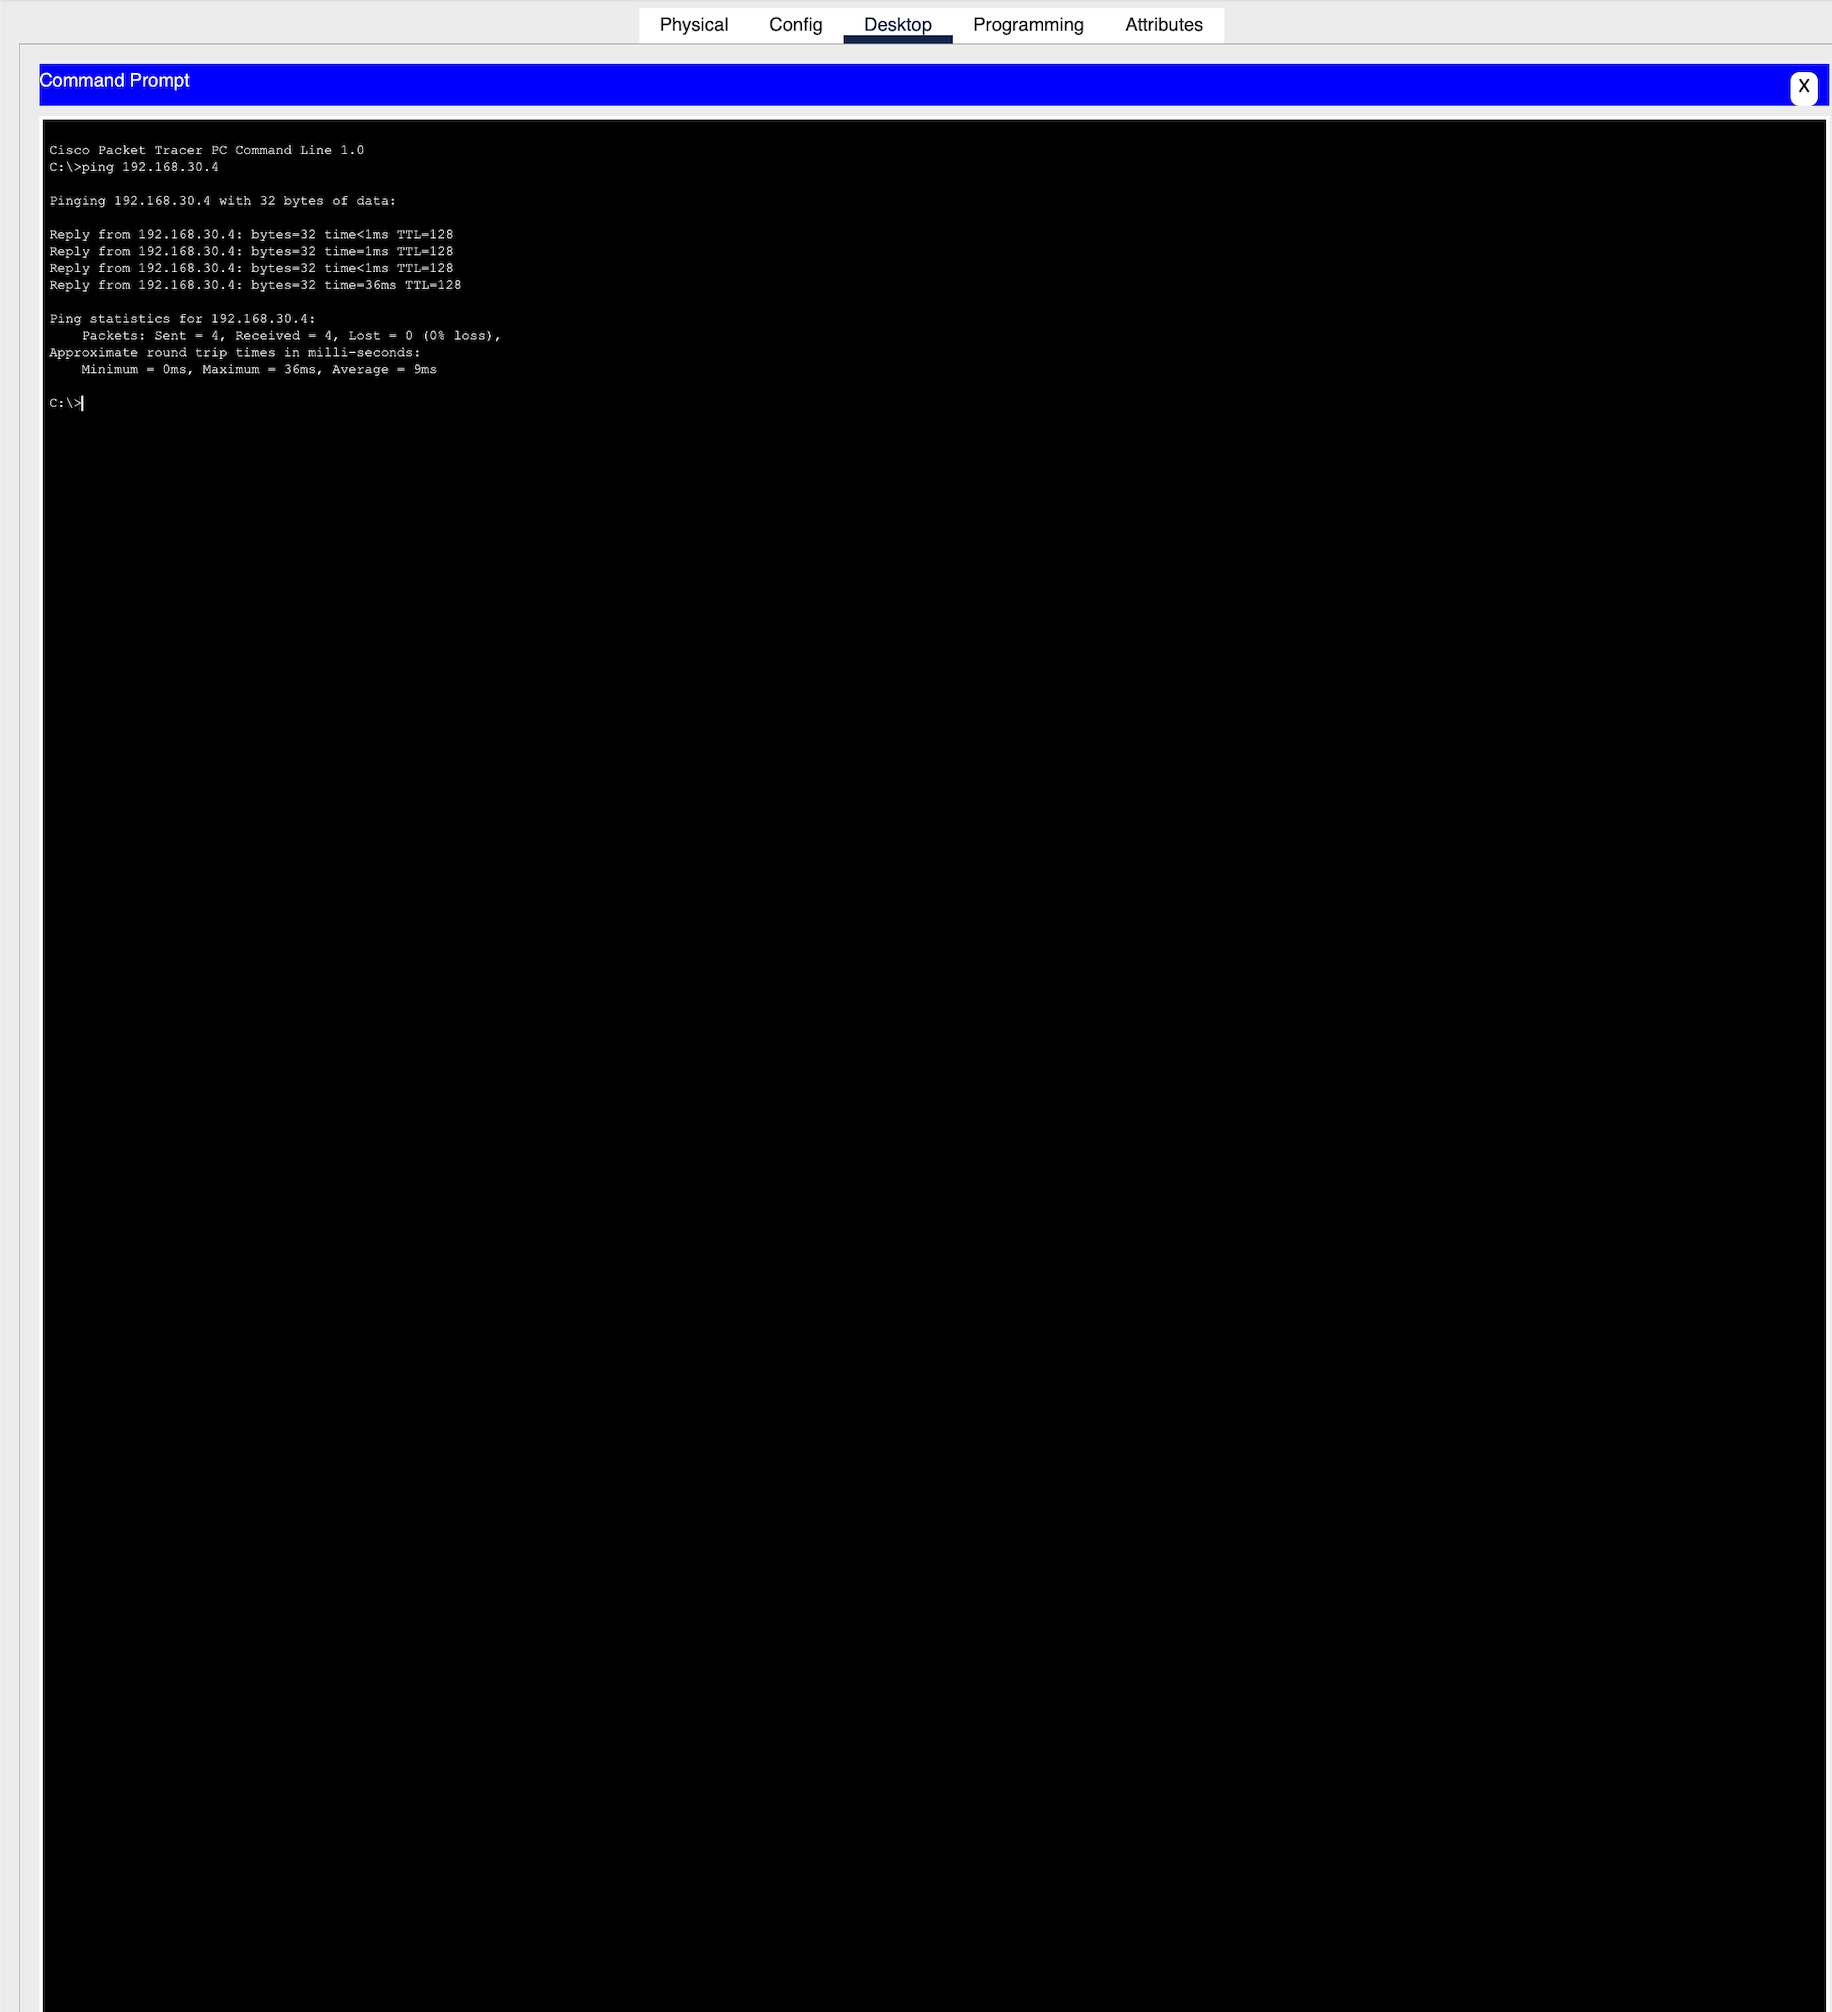 Physical Config Desktop Programming Attributes
Command Prompt
X
Cisco Packet Tracer PC Command Line 1.0
C:\>ping 192.168.30.4
Pinging 192.168.30.4 with 32 bytes of data:
Reply from 192.168.30.4: bytes=32 time<1ms TTL=128
Reply from 192.168.30.4: bytes=32 time=1ms TTL=128
Reply from 192.168.30.4: bytes=32 time<1ms TTL=128
Reply from 192.168.30.4: bytes=32 time=36ms TTL=128
Ping statistics for 192.168.30.4:
    Packets: Sent = 4, Received = 4, Lost = 0 (0% loss),
Approximate round trip times in milli-seconds:
    Minimum = 0ms, Maximum = 36ms, Average = 9ms
C:\>